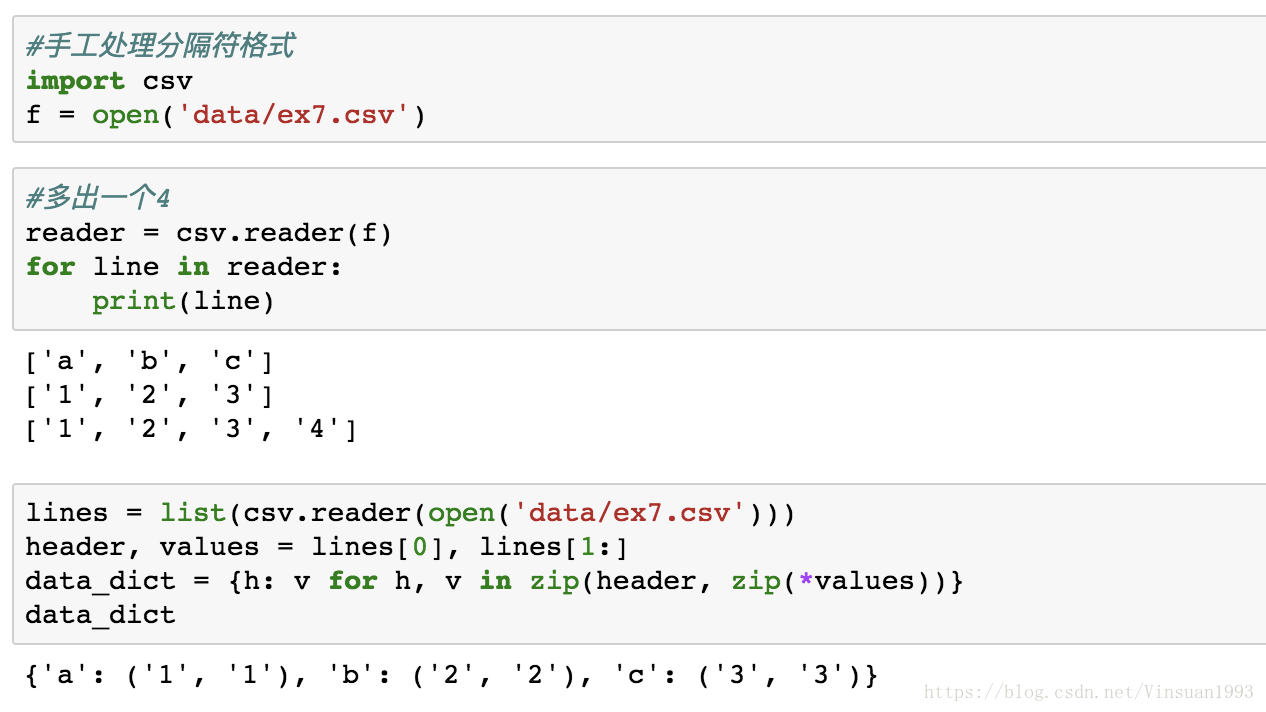 #手工处理分隔符格式
import csv
f = open('data/ex7.csv')
#多出一个4
reader = csv.reader(f)
for line in reader:
    print(line)
['a', 'b', 'c']
['1', '2', '3']
['1', '2', '3', '4']
lines = list(csv.reader(open('data/ex7.csv')))
header, values = lines[0], lines[1:]
data_dict = {h: v for h, v in zip(header, zip(*values))}
data_dict
{'a': ('1', '1'), 'b': ('2', '2'), 'c': ('3', '3')}
https://blog.csdn.net/Vinsuan1993